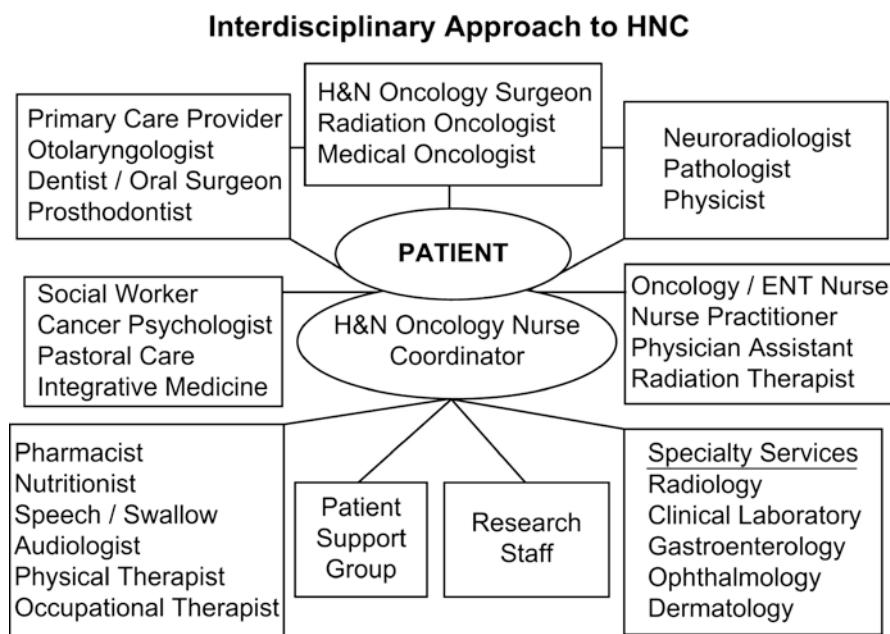 Interdisciplinary Approach to HNC
Primary Care Provider
Otolaryngologist
Dentist / Oral Surgeon
Prosthodontist
H&N Oncology Surgeon
Radiation Oncologist
Medical Oncologist
Neuroradiologist
Pathologist
Physicist
PATIENT
Social Worker
Cancer Psychologist
Pastoral Care
Integrative Medicine
H&N Oncology Nurse
Coordinator
Oncology / ENT Nurse
Nurse Practitioner
Physician Assistant
Radiation Therapist
Pharmacist
Nutritionist
Speech / Swallow
Audiologist
Physical Therapist
Occupational Therapist
Patient
Support
Group
Research
Staff
Specialty Services
Radiology
Clinical Laboratory
Gastroenterology
Ophthalmology
Dermatology